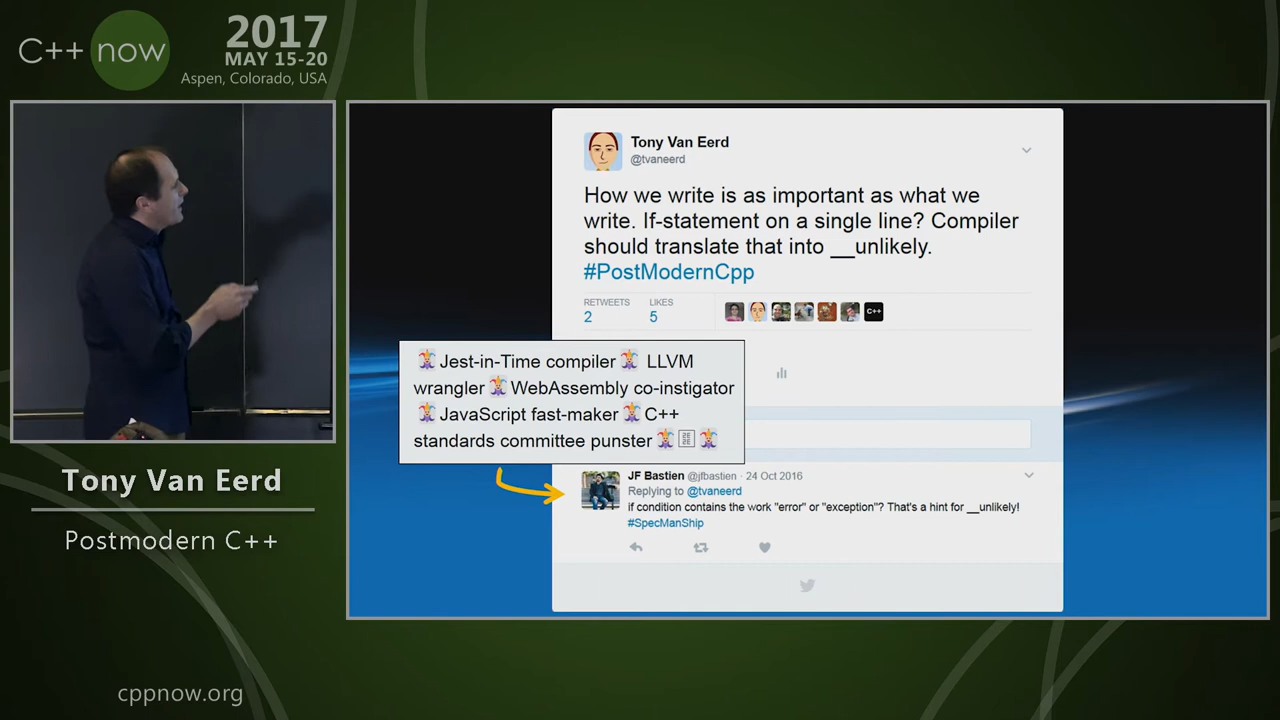 C++ now
2017
MAY 15-20
Aspen, Colorado, USA
Tony Van Eerd
@tvaneerd
How we write is as important as what we
write. If-statement on a single line? Compiler
should translate that into __unlikely.
#PostModernCpp
RETWEETS
2
LIKES
5
C++
🃏Jest-in-Time compiler🃏 LLVM
wrangler🃏WebAssembly co-instigator
🃏JavaScript fast-maker🃏C++
standards committee punster🃏 🃏
JF Bastien @jfbastien · 24 Oct 2016
Replying to @tvaneerd
if condition contains the work "error" or "exception"? That's a hint for __unlikely!
#SpecManShip
Tony Van Eerd
Postmodern C++
cppnow.org